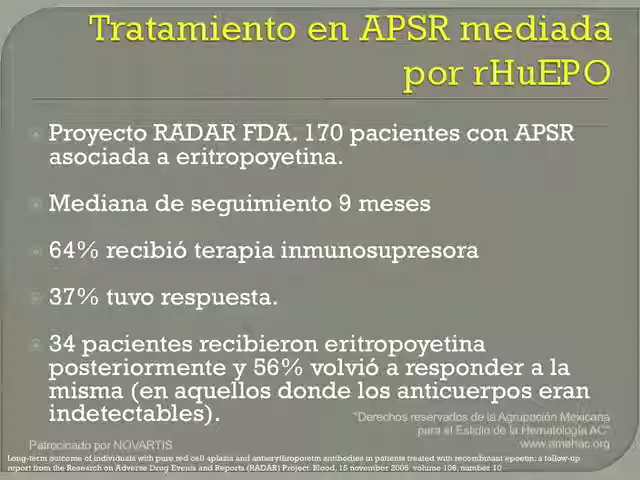 Tratamiento en APSR mediada
por rHuEPO
Proyecto RADAR FDA. 170 pacientes con APSR
asociada a eritropoyetina.
Mediana de seguimiento 9 meses
64% recibió terapia inmunosupresora
37% tuvo respuesta.
34 pacientes recibieron eritropoyetina
posteriormente y 56% volvió a responder a la
misma (en aquellos donde los anticuerpos eran
indetectables).
"Derechos reservados de la Agrupación Mexicana
para el Estudio de la Hematología AC"
Patrocinado por NOVARTIS
www.amehac.org
Long-term outcome of individuals with pure red cell aplasia and antierythropoietin antibodies in patients treated with recombinant epoetin: a follow-up
report from the Research on Adverse Drug Events and Reports (RADAR) Project. Blood, 15 november 2005 volume 106, number 10